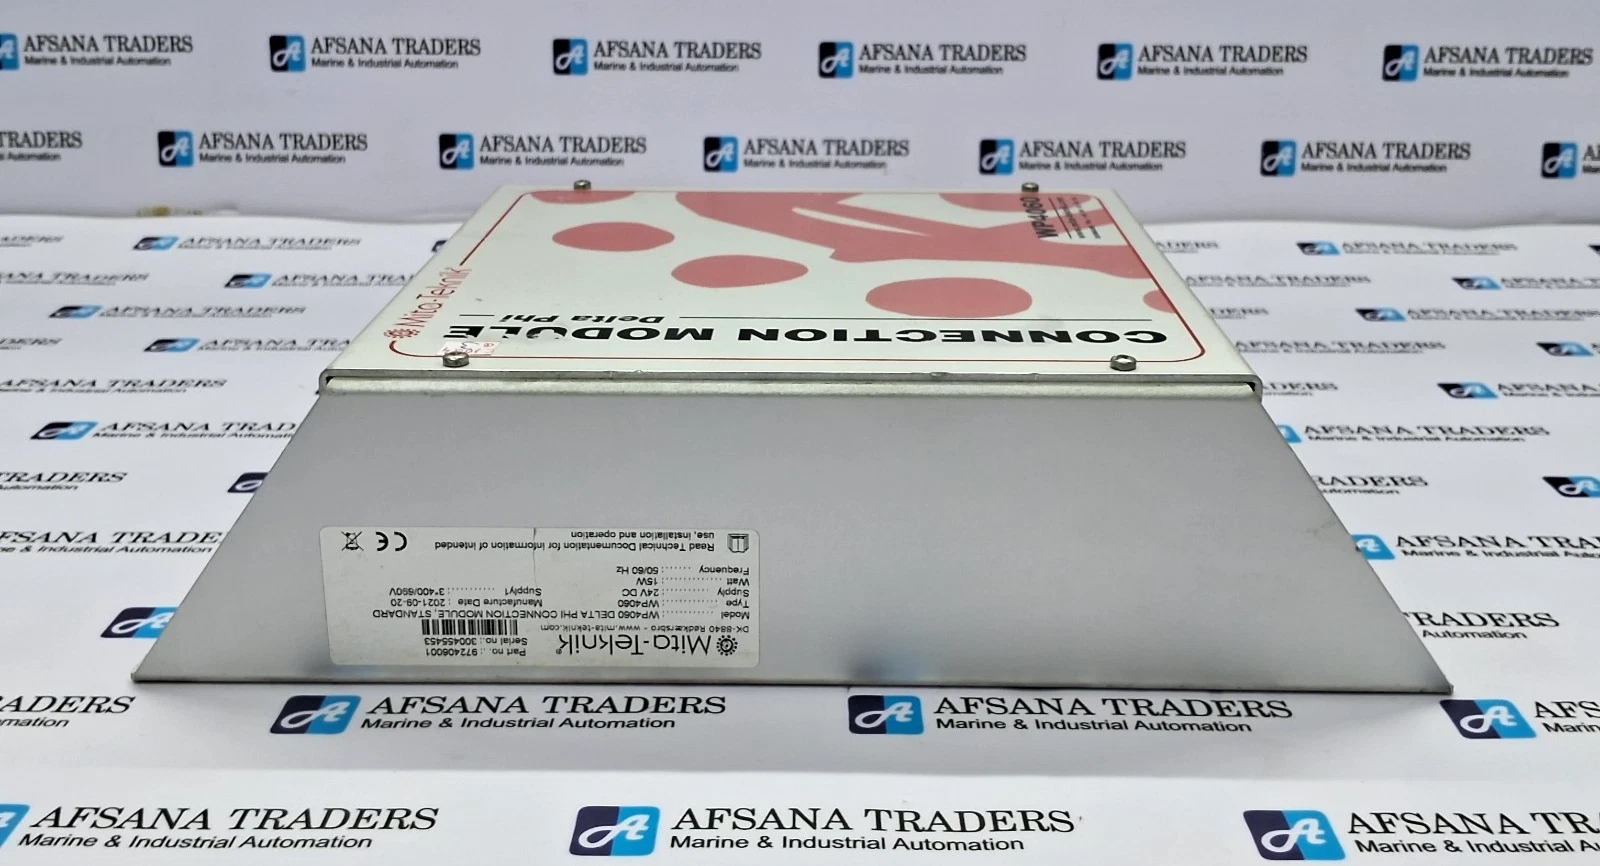 AFSANA TRADERS
Marine & Industrial Automation
WP4060
CONNECTION MODULE
Delta Phi
Mita-Teknik
Mita-Teknik®
DK-8840 Rødkærsbro - www.mita-teknik.com
Part no. .: 972406001
Serial no.: 300455453
Model ............: WP4060 DELTA PHI CONNECTION MODULE, STANDARD
Type ............: WP4060
Manufacture Date : 2021-09-20
Supply ..........: 24V DC
Supply1 ............: 3*400/690V
Watt ..............: 15W
Frequency .......: 50/60 Hz
Read Technical Documentation for information of intended
use, installation and operation
CE